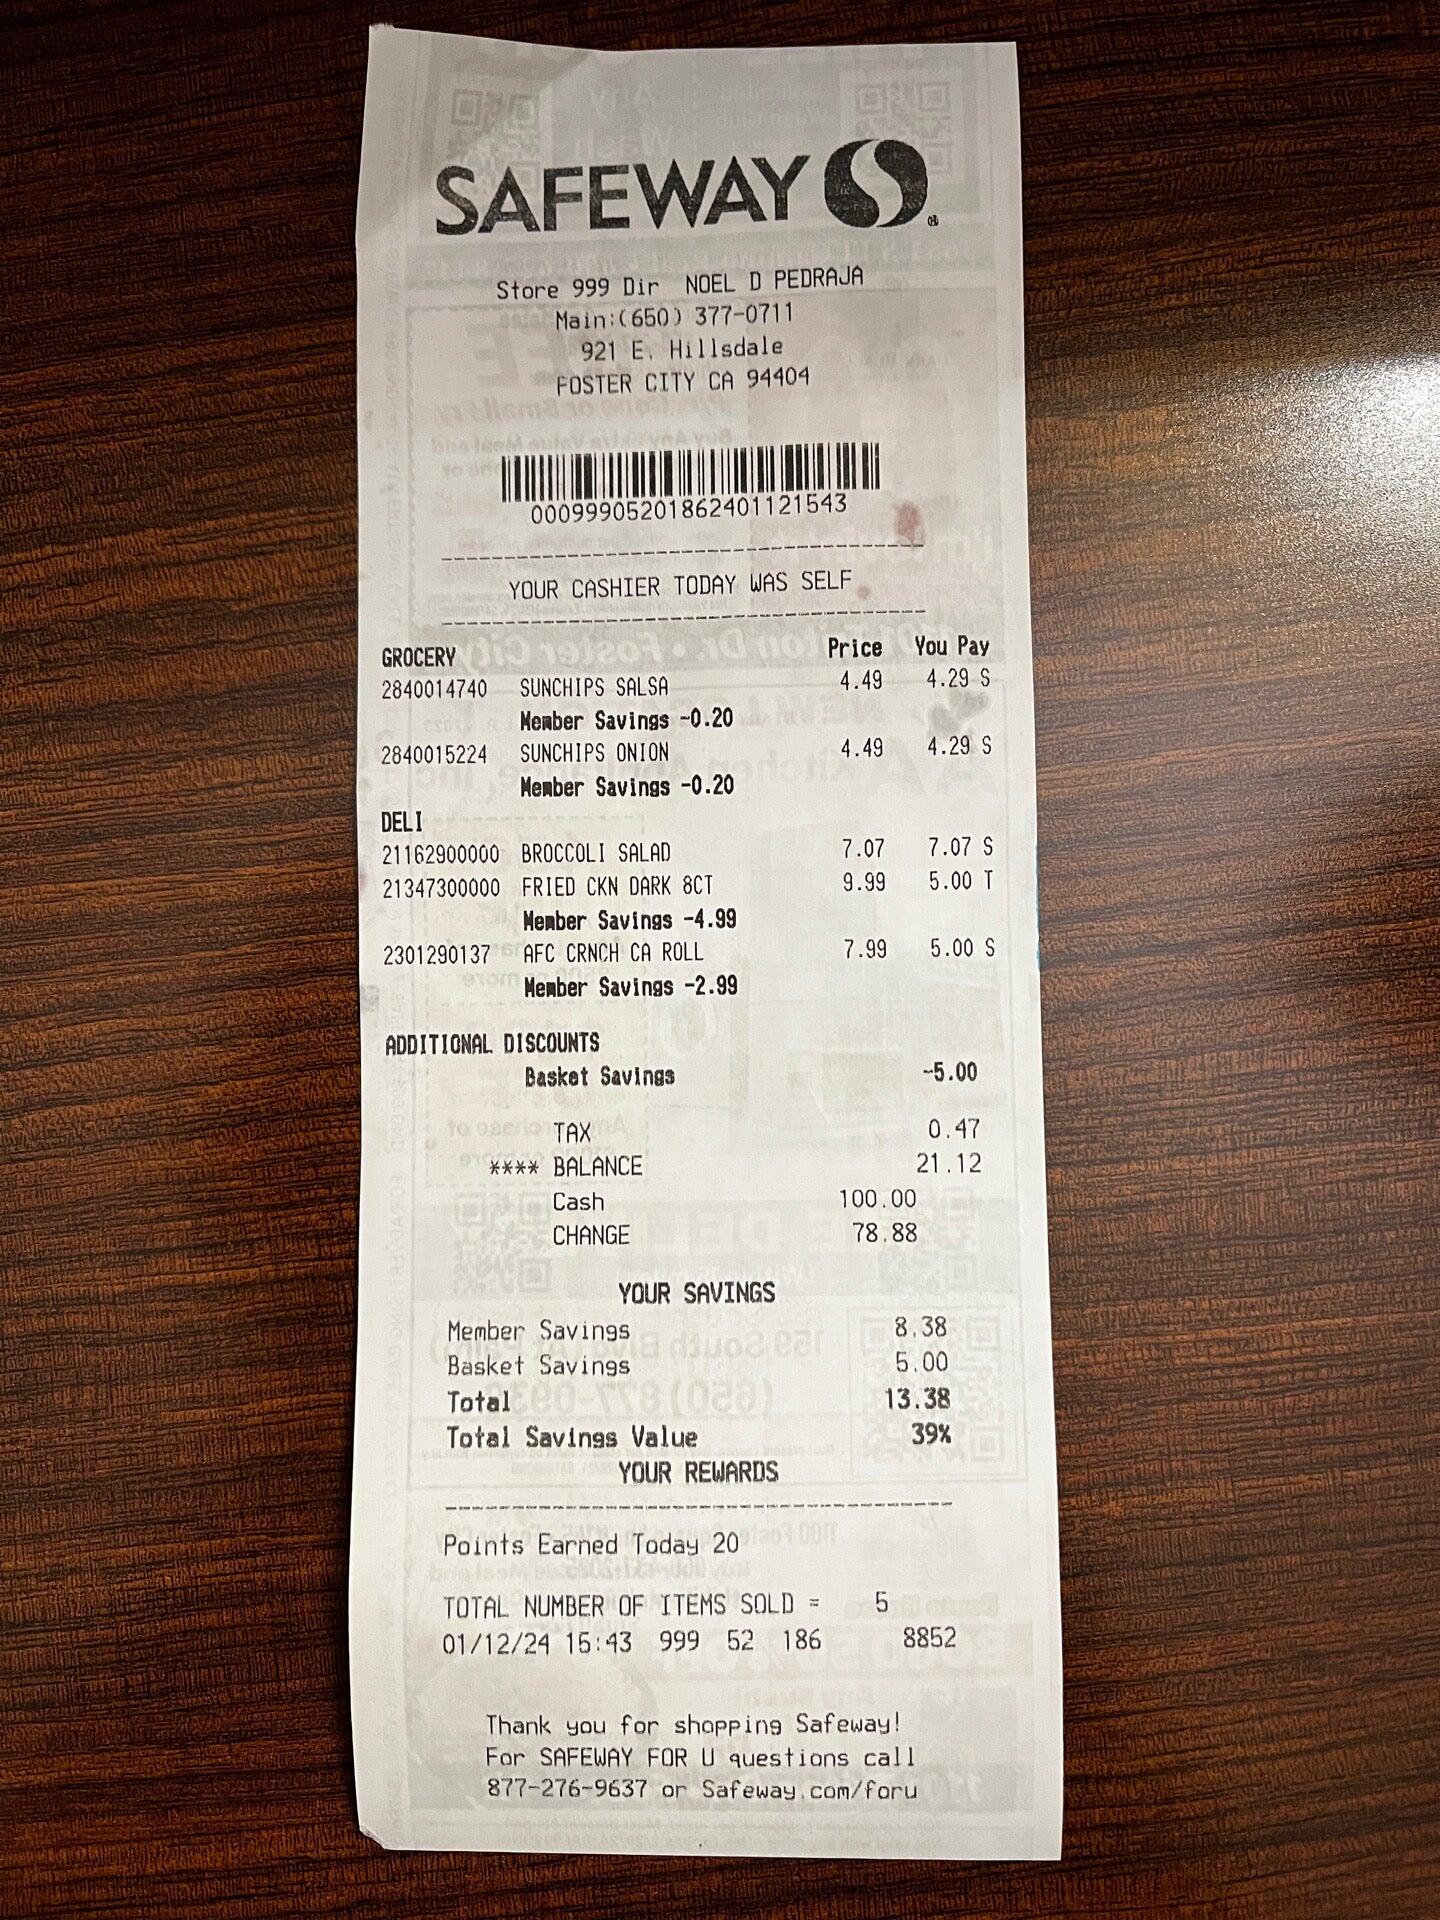 SAFEWAY
Store 999 Dir NOEL D PEDRAJA
Main:(650) 377-0711
921 E. Hillsdale
FOSTER CITY CA 94404
00099905201862401121543
YOUR CASHIER TODAY WAS SELF
GROCERY Price You Pay
2840014740 SUNCHIPS SALSA 4.49 4.29 S
Member Savings -0.20
2840015224 SUNCHIPS ONION 4.49 4.29 S
Member Savings -0.20
DELI
21162900000 BROCCOLI SALAD 7.07 7.07 S
21347300000 FRIED CKN DARK 8CT 9.99 5.00 T
Member Savings -4.99
2301290137 AFC CRNCH CA ROLL 7.99 5.00 S
Member Savings -2.99
ADDITIONAL DISCOUNTS
Basket Savings -5.00
TAX 0.47
**** BALANCE 21.12
Cash 100.00
CHANGE 78.88
YOUR SAVINGS
Member Savings 8.38
Basket Savings 5.00
Total 13.38
Total Savings Value 39%
YOUR REWARDS
Points Earned Today 20
TOTAL NUMBER OF ITEMS SOLD = 5
01/12/24 15:43 999 52 186 8852
Thank you for shopping Safeway!
For SAFEWAY FOR U questions call
877-276-9637 or Safeway.com/foru